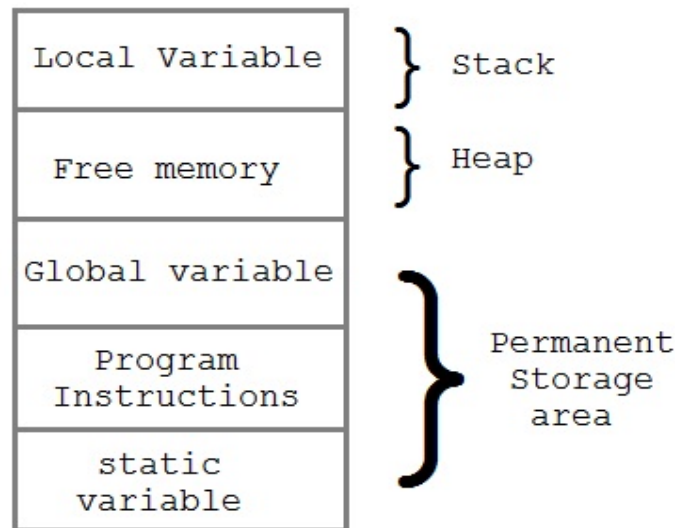 Local Variable
Stack
Free memory
Heap
Global variable
Program
Instructions
Permanent
Storage
area
static
variable